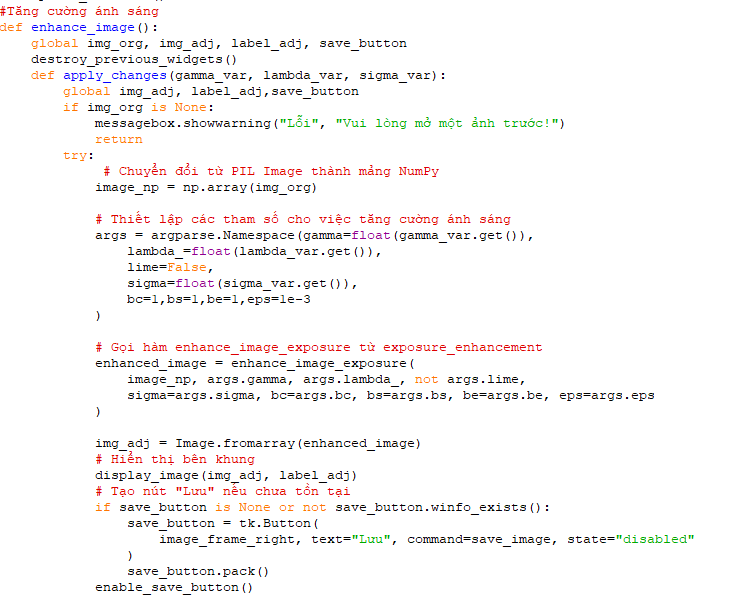 #Tăng cường ánh sáng
def enhance_image():
    global img_org, img_adj, label_adj, save_button
    destroy_previous_widgets()
    def apply_changes(gamma_var, lambda_var, sigma_var):
        global img_adj, label_adj,save_button
        if img_org is None:
            messagebox.showwarning("Lỗi", "Vui lòng mở một ảnh trước!")
            return
        try:
             # Chuyển đổi từ PIL Image thành mảng NumPy
            image_np = np.array(img_org)

            # Thiết lập các tham số cho việc tăng cường ánh sáng
            args = argparse.Namespace(gamma=float(gamma_var.get()),
                lambda_=float(lambda_var.get()),
                lime=False,
                sigma=float(sigma_var.get()),
                bc=1,bs=1,be=1,eps=1e-3
            )

            # Gọi hàm enhance_image_exposure từ exposure_enhancement
            enhanced_image = enhance_image_exposure(
                image_np, args.gamma, args.lambda_, not args.lime,
                sigma=args.sigma, bc=args.bc, bs=args.bs, be=args.be, eps=args.eps
            )

            img_adj = Image.fromarray(enhanced_image)
            # Hiển thị bên khung
            display_image(img_adj, label_adj)
            # Tạo nút "Lưu" nếu chưa tồn tại
            if save_button is None or not save_button.winfo_exists():
                save_button = tk.Button(
                    image_frame_right, text="Lưu", command=save_image, state="disabled"
                )
                save_button.pack()
            enable_save_button()